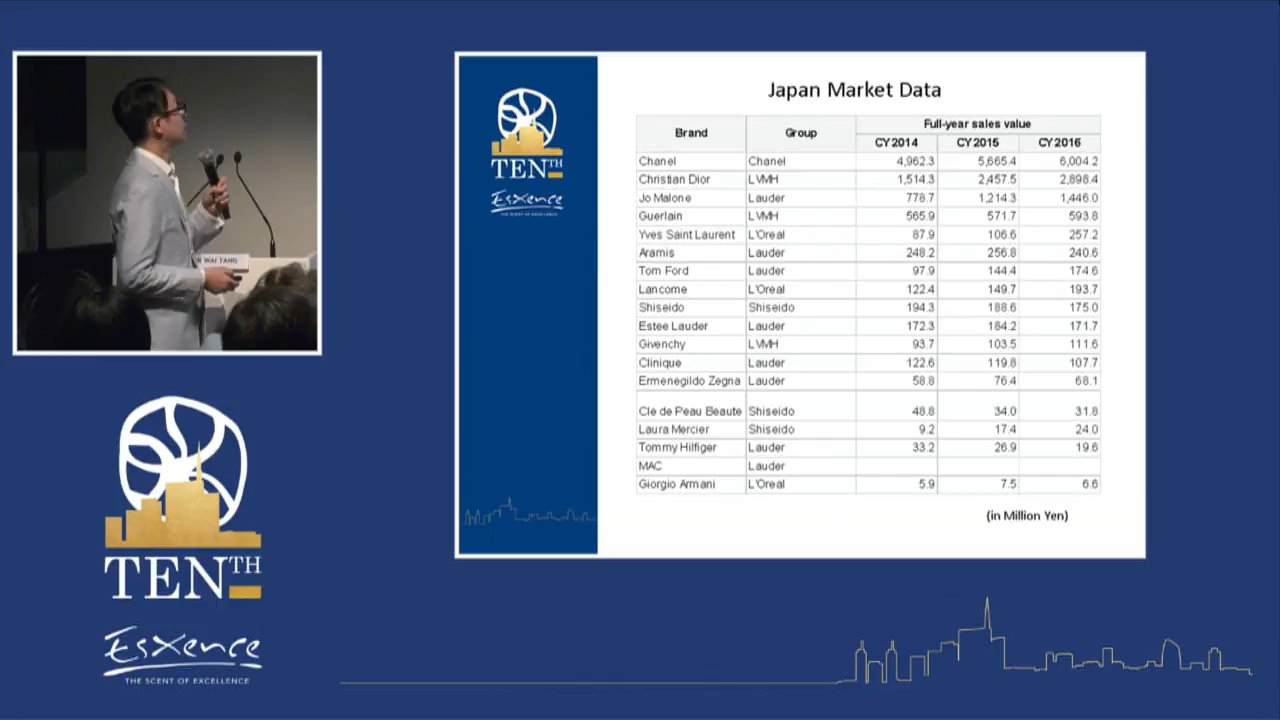 TEN TH
Esxence
THE SCENT OF EXCELLENCE
Japan Market Data
Brand Group Full-year sales value
CY2014 CY2015 CY2016
Chanel Chanel 4,962.3 5,665.4 6,004.2
Christian Dior LVMH 1,514.3 2,457.5 2,898.4
Jo Malone Lauder 778.7 1,214.3 1,446.0
Guerlain LVMH 565.9 571.7 593.8
Yves Saint Laurent L'Oreal 87.9 106.6 257.2
Aramis Lauder 248.2 256.8 240.6
Tom Ford Lauder 97.9 144.4 174.6
Lancome L'Oreal 122.4 149.7 193.7
Shiseido Shiseido 194.3 188.6 175.0
Estee Lauder Lauder 172.3 184.2 171.7
Givenchy LVMH 93.7 103.5 111.6
Clinique Lauder 122.6 119.8 107.7
Ermenegildo Zegna Lauder 58.8 76.4 68.1
Cle de Peau Beaute Shiseido 48.8 34.0 31.8
Laura Mercier Shiseido 9.2 17.4 24.0
Tommy Hilfiger Lauder 33.2 26.9 19.6
MAC Lauder
Giorgio Armani L'Oreal 5.9 7.5 6.6
(in Million Yen)
WAI TANG
TEN TH
Esxence
THE SCENT OF EXCELLENCE